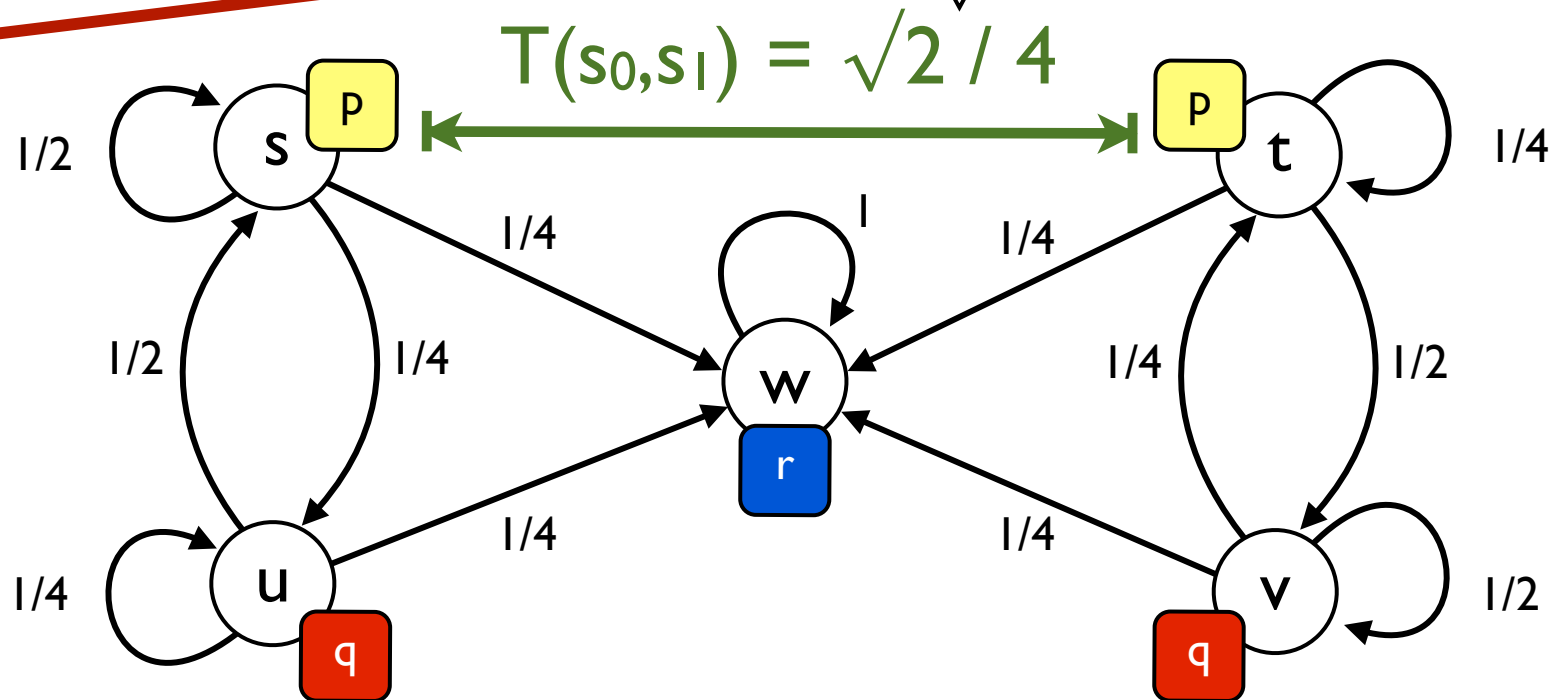 T(s0,s1) = √2 / 4
p
p
s
t
1/2
1/4
1
1/4
1/4
1/2
1/4
w
1/4
1/2
r
1/4
1/4
u
v
1/4
1/2
q
q